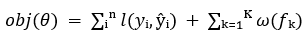 obj(θ) = ∑ᵢⁿ l(yᵢ, ŷᵢ) + ∑ₖ₌₁ᴷ ω(fₖ)